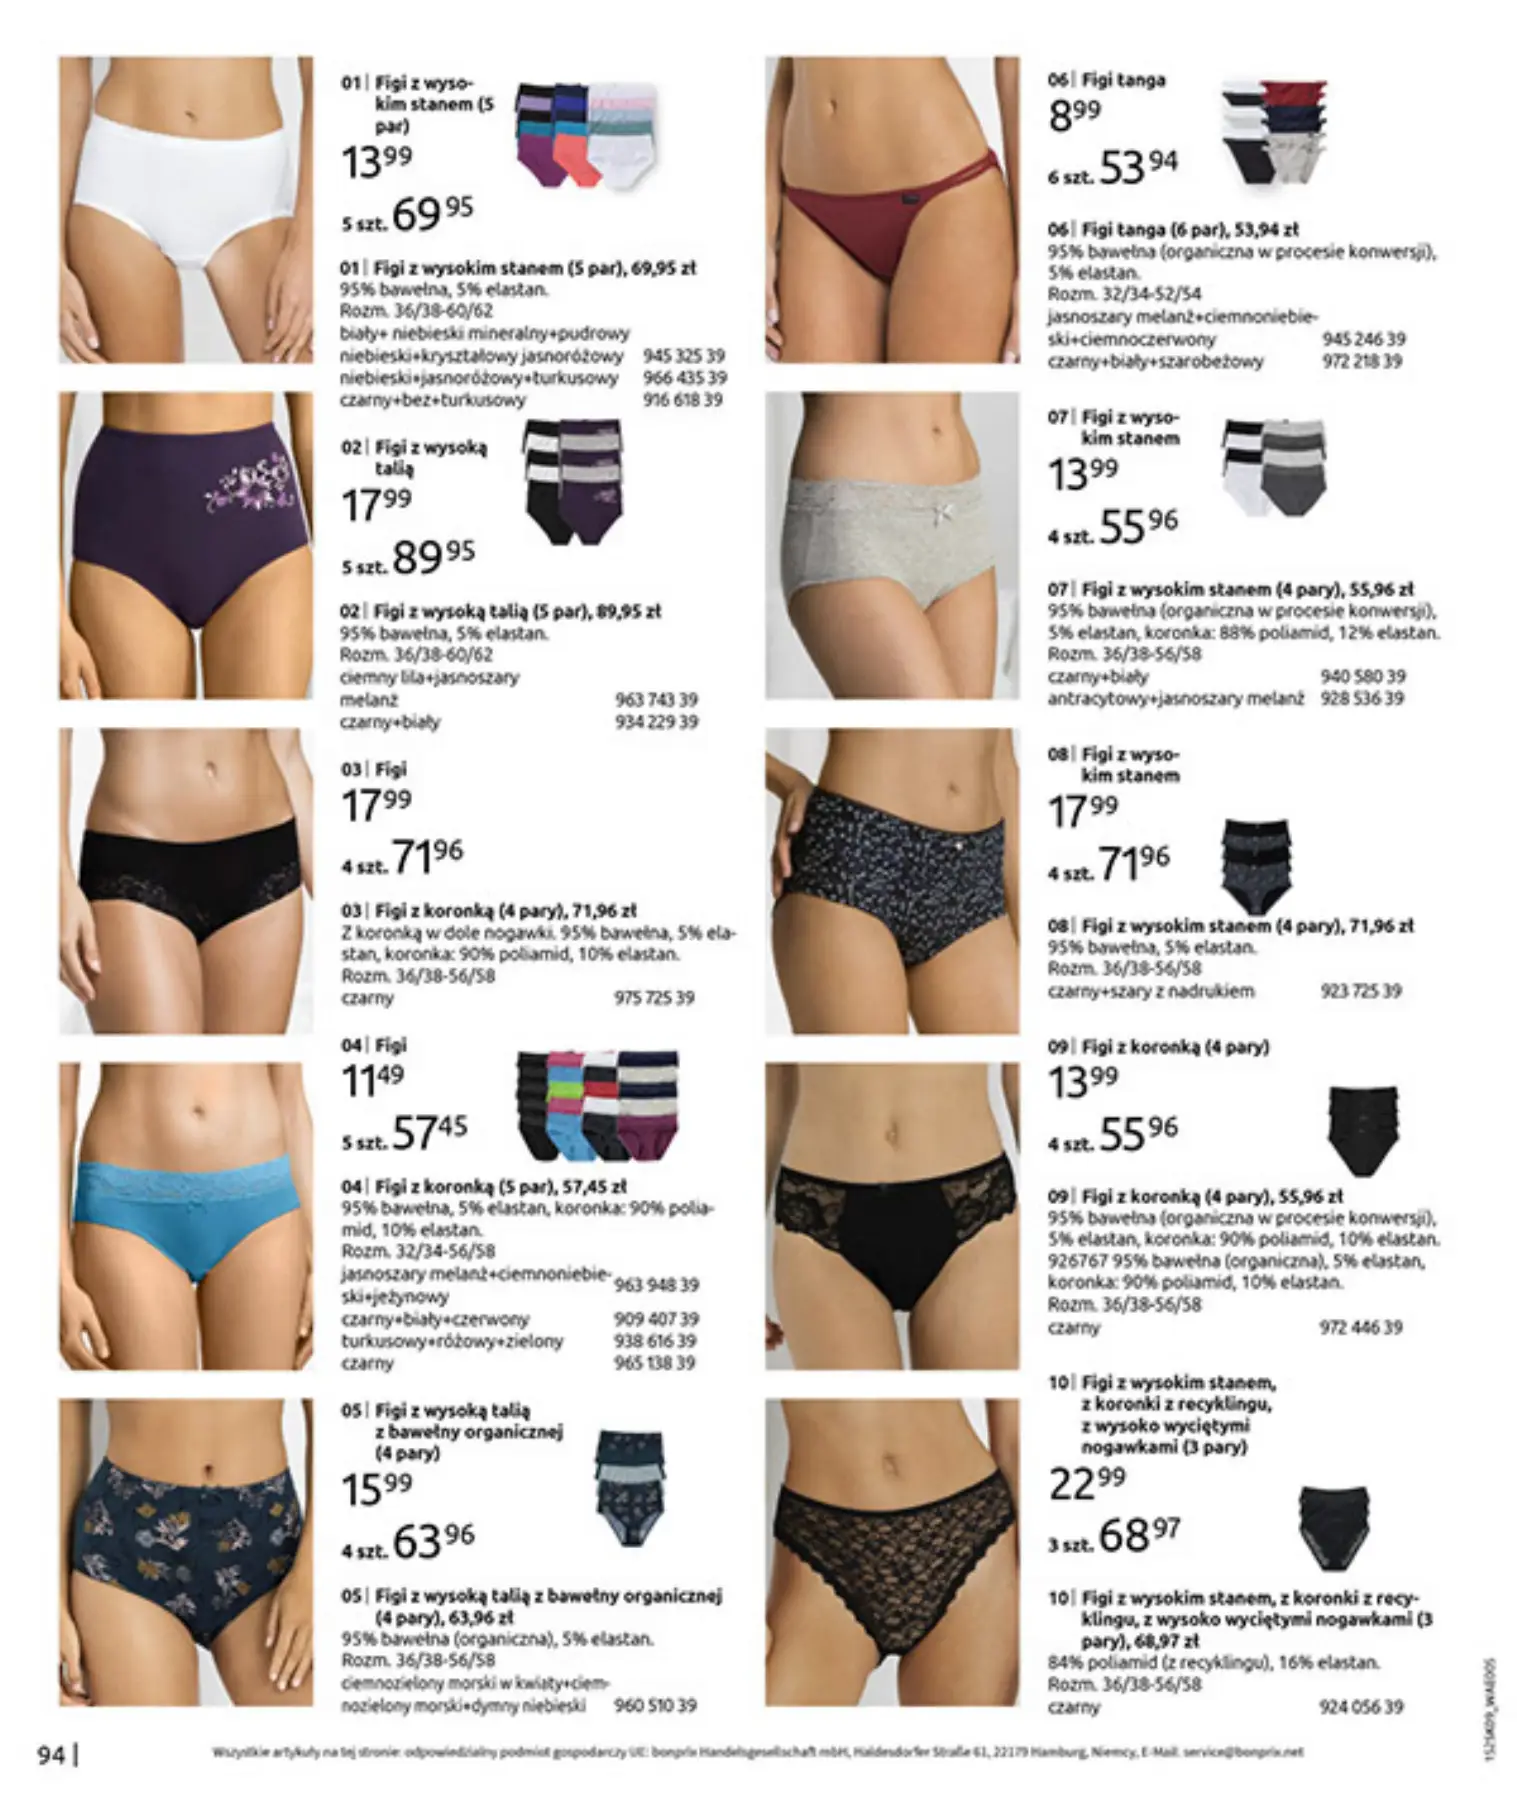 01| Figi z wyso-
kim stanem (5
par)
13 99
5 szt. 69 95
01| Figi z wysokim stanem (5 par), 69,95 zł
95% bawełna, 5% elastan.
Rozm. 36/38-60/62
biały+ niebieski mineralny+pudrowy
niebieski+kryształowy jasnoróżowy 945 325 39
niebieski+jasnoróżowy+turkusowy 966 435 39
czarny+bez+turkusowy 916 618 39
02| Figi z wysoką
talią
17 99
5 szt. 89 95
02| Figi z wysoką talią (5 par), 89,95 zł
95% bawełna, 5% elastan.
Rozm. 36/38-60/62
ciemny lila+jasnoszary
melanż 963 743 39
czarny+biały 934 229 39
03| Figi
17 99
4 szt. 71 96
03| Figi z koronką (4 pary), 71,96 zł
Z koronką w dole nogawki. 95% bawełna, 5% ela-
stan, koronka: 90% poliamid, 10% elastan.
Rozm. 36/38-56/58
czarny 975 725 39
04| Figi
11 49
5 szt. 57 45
04| Figi z koronką (5 par), 57,45 zł
95% bawełna, 5% elastan, koronka: 90% polia-
mid, 10% elastan.
Rozm. 32/34-56/58
jasnoszary melanż+ciemnoniebie-
ski+jeżynowy 963 948 39
czarny+biały+czerwony 909 407 39
turkusowy+różowy+zielony 938 616 39
czarny 965 138 39
05| Figi z wysoką talią
z bawełny organicznej
(4 pary)
15 99
4 szt. 63 96
05| Figi z wysoką talią z bawełny organicznej
(4 pary), 63,96 zł
95% bawełna (organiczna), 5% elastan.
Rozm. 36/38-56/58
ciemnozielony morski w kwiaty+ciem-
nozielony morski+dymny niebieski 960 510 39
06| Figi tanga
8 99
6 szt. 53 94
06| Figi tanga (6 par), 53,94 zł
95% bawełna (organiczna w procesie konwersji),
5% elastan.
Rozm. 32/34-52/54
jasnoszary melanż+ciemnoniebie-
ski+ciemnoczerwony 945 246 39
czarny+biały+szarobeżowy 972 218 39
07| Figi z wyso-
kim stanem
13 99
4 szt. 55 96
07| Figi z wysokim stanem (4 pary), 55,96 zł
95% bawełna (organiczna w procesie konwersji),
5% elastan, koronka: 88% poliamid, 12% elastan.
Rozm. 36/38-56/58
czarny+biały 940 580 39
antracytowy+jasnoszary melanż 928 536 39
08| Figi z wyso-
kim stanem
17 99
4 szt. 71 96
08| Figi z wysokim stanem (4 pary), 71,96 zł
95% bawełna, 5% elastan.
Rozm. 36/38-56/58
czarny+szary z nadrukiem 923 725 39
09| Figi z koronką (4 pary)
13 99
4 szt. 55 96
09| Figi z koronką (4 pary), 55,96 zł
95% bawełna (organiczna w procesie konwersji),
5% elastan, koronka: 90% poliamid, 10% elastan.
926767 95% bawełna (organiczna), 5% elastan,
koronka: 90% poliamid, 10% elastan.
Rozm. 36/38-56/58
czarny 972 446 39
10| Figi z wysokim stanem,
z koronki z recyklingu,
z wysoko wyciętymi
nogawkami (3 pary)
22 99
3 szt. 68 97
10| Figi z wysokim stanem, z koronki z recy-
klingu, z wysoko wyciętymi nogawkami (3
pary), 68,97 zł
84% poliamid (z recyklingu), 16% elastan.
Rozm. 36/38-56/58
czarny 924 056 39
1525K09_WAE005
94|
Wszystkie artykuły na tej stronie: odpowiedzialny podmiot gospodarczy UE: bonprix Handelsgesellschaft mbH, Haldesdorfer Straße 61, 22179 Hamburg, Niemcy, E-Mail: service@bonprix.net